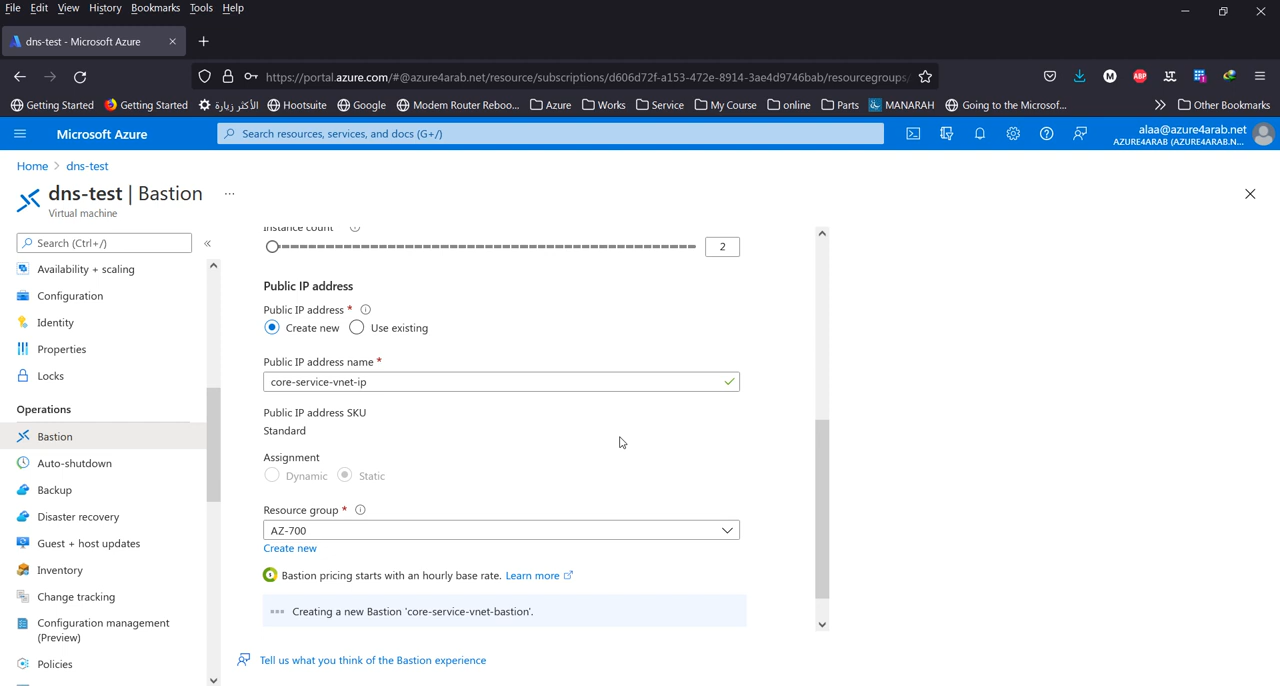 File Edit View History Bookmarks Tools Help
dns-test - Microsoft Azure
https://portal.azure.com/#@azure4arab.net/resource/subscriptions/d606d72f-a153-472e-8914-3ae4d9746bab/resourcegroups/
Getting Started Getting Started الأكثر زيارة Hootsuite Google Modern Router Reboo... Azure Works Service My Course online Parts MANARAH Going to the Microsof... Other Bookmarks
Microsoft Azure
Search resources, services, and docs (G+/)
alaa@azure4arab.net
AZURE4ARAB (AZURE4ARAB.N...
Home > dns-test
dns-test | Bastion ...
Virtual machine
Search (Ctrl+/)
Availability + scaling
Configuration
Identity
Properties
Locks
Operations
Bastion
Auto-shutdown
Backup
Disaster recovery
Guest + host updates
Inventory
Change tracking
Configuration management
(Preview)
Policies
Instance count
2
Public IP address
Public IP address *
Create new Use existing
Public IP address name *
core-service-vnet-ip
Public IP address SKU
Standard
Assignment
Dynamic Static
Resource group *
AZ-700
Create new
Bastion pricing starts with an hourly base rate. Learn more
Creating a new Bastion 'core-service-vnet-bastion'.
Tell us what you think of the Bastion experience